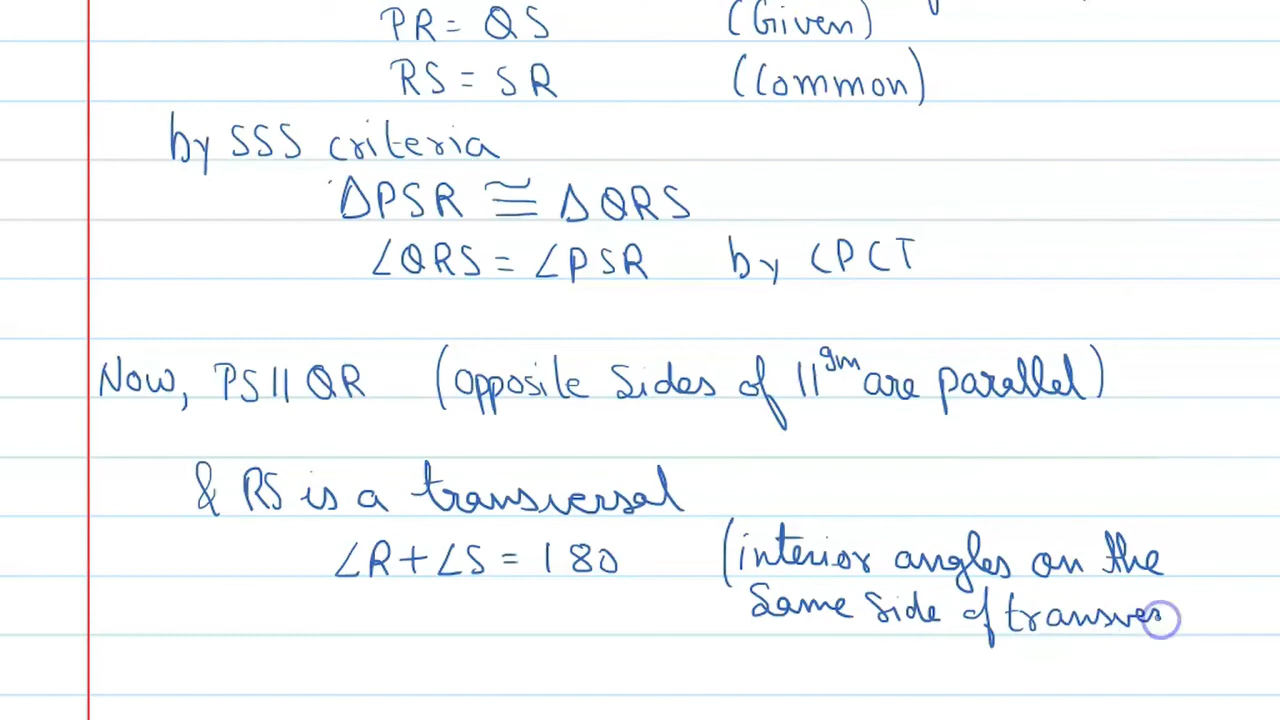 PR = QS (Given)
RS = SR (Common)
by SSS criteria
ΔPSR ≅ ΔQRS
∠QRS = ∠PSR by CPCT
Now, PS || QR (opposite sides of ||gm are parallel)
& RS is a transversal
∠R + ∠S = 180 (interior angles on the
same side of transver